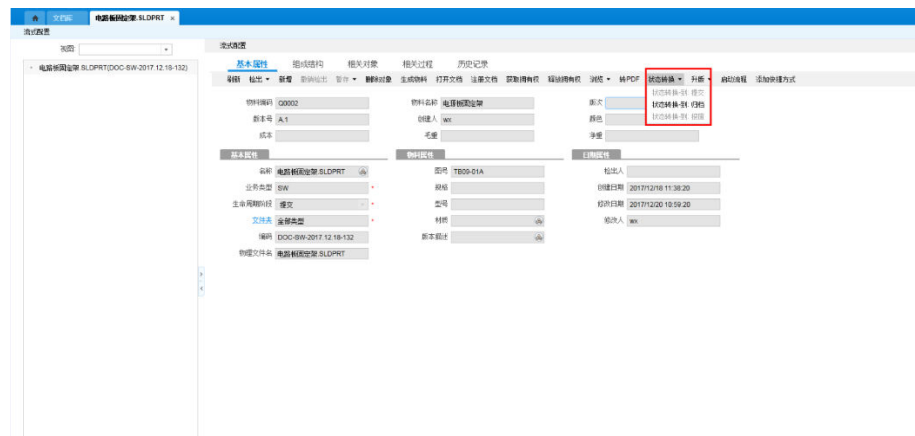 文档库 电路板固定架.SLDPRT ×
流式配置
视图
流式配置
电路板固定架.SLDPRT(DOC-SW-2017.12.18-132)
基本属性 组成结构 相关对象 相关过程 历史记录
刷新 检出 新增 撤销检出 暂存 删除对象 生成物料 打开文档 注册文档 获取拥有权 释放拥有权 浏览 转PDF 状态转换 升版 启动流程 添加快捷方式
状态转换-到 提交
状态转换-到 归档
状态转换-到
物料编码 Q0002 物料名称 电路板固定架 版次
版本号 A.1 创建人 wx 颜色
成本 毛重 净重
基本属性 物料属性 日期属性
名称 电路板固定架.SLDPRT 图号 TB00-01A 检出人
业务类型 SW * 规格 创建日期 2017/12/18 11:38:20
生命周期阶段 提交 * 型号 修改日期 2017/12/20 10:59:20
文件夹 全部类型 * 材质 修改人 wx
编码 DOC-SW-2017.12.18-132 版本描述
物理文件名 电路板固定架.SLDPRT